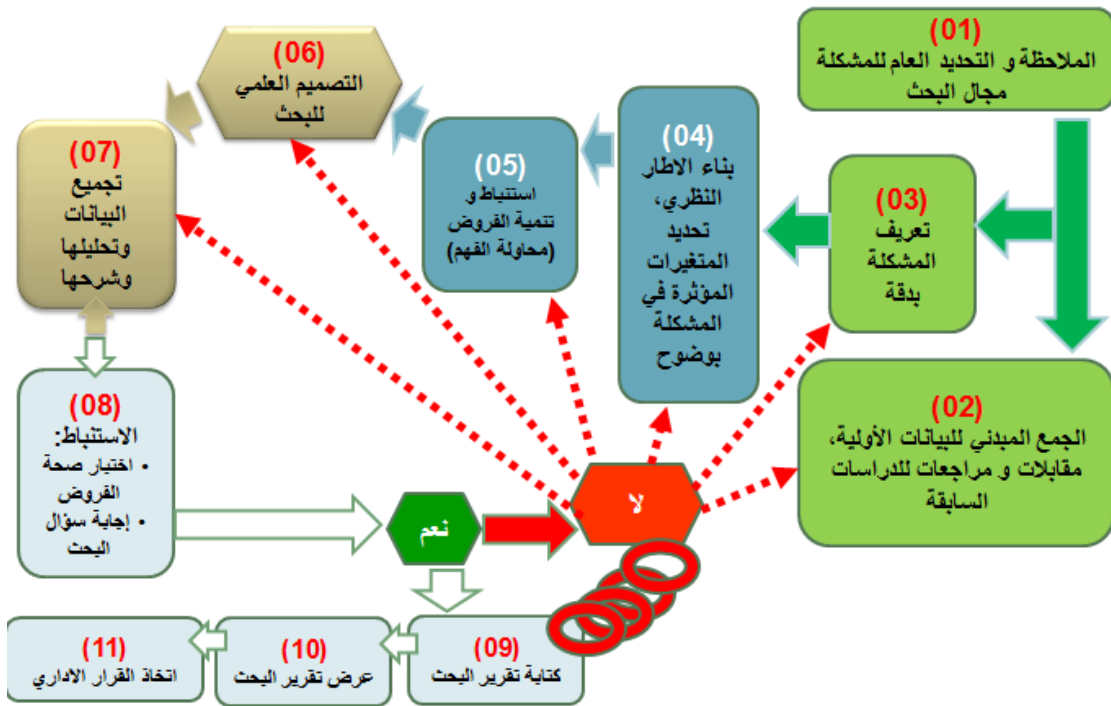 (01)
الملاحظة و التحديد العام للمشكلة
مجال البحث
(02)
الجمع المبدئي للبيانات الأولية،
مقابلات و مراجعات للدراسات
السابقة
(03)
تعريف
المشكلة
بدقة
(04)
بناء الاطار
النظري،
تحديد
المتغيرات
المؤثرة في
المشكلة
بوضوح
(05)
استنباط و
تنمية الفروض
(محاولة الفهم)
(06)
التصميم العلمي
للبحث
(07)
تجميع
البيانات
وتحليلها
وشرحها
(08)
الاستنباط:
• اختبار صحة
الفروض
• إجابة سؤال
البحث
نعم
لا
(09)
كتابة تقرير البحث
(10)
عرض تقرير البحث
(11)
اتخاذ القرار الاداري